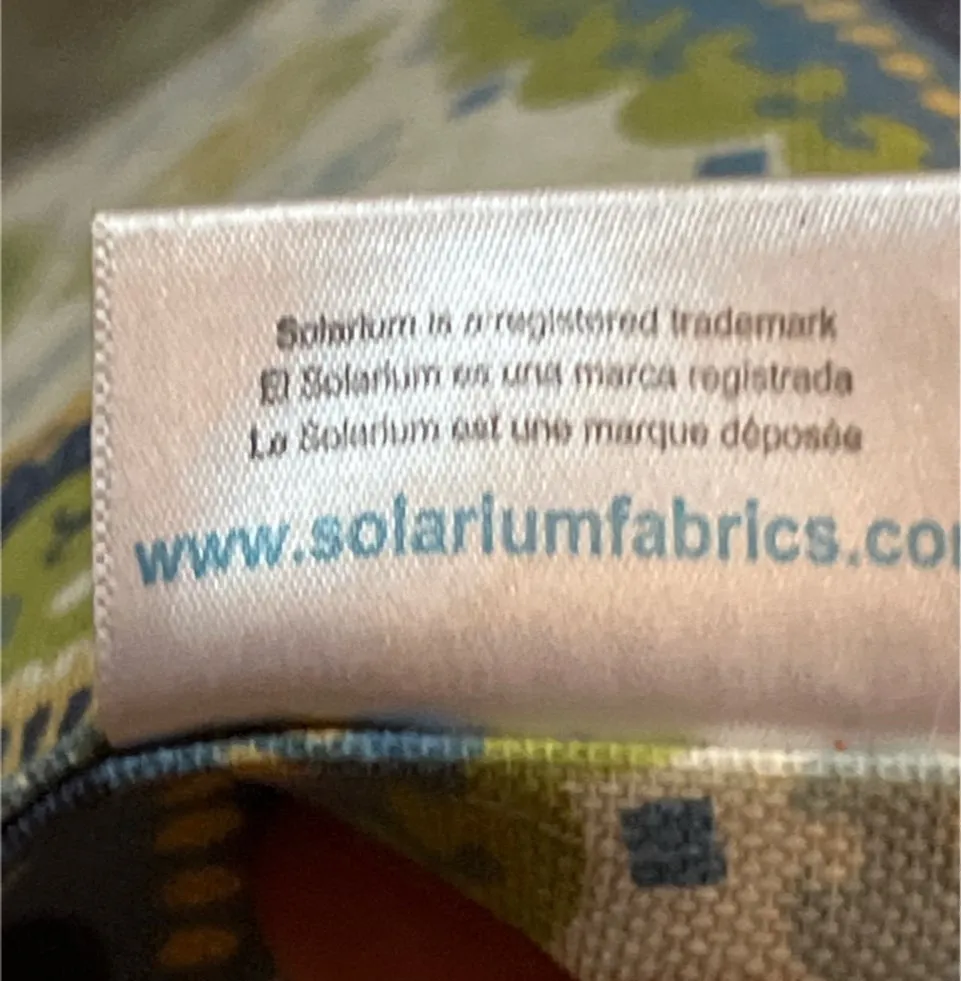 Solarium is a registered trademark
El Solarium es una marca registrada
Le Solarium est une marque déposée
www.solariumfabrics.co